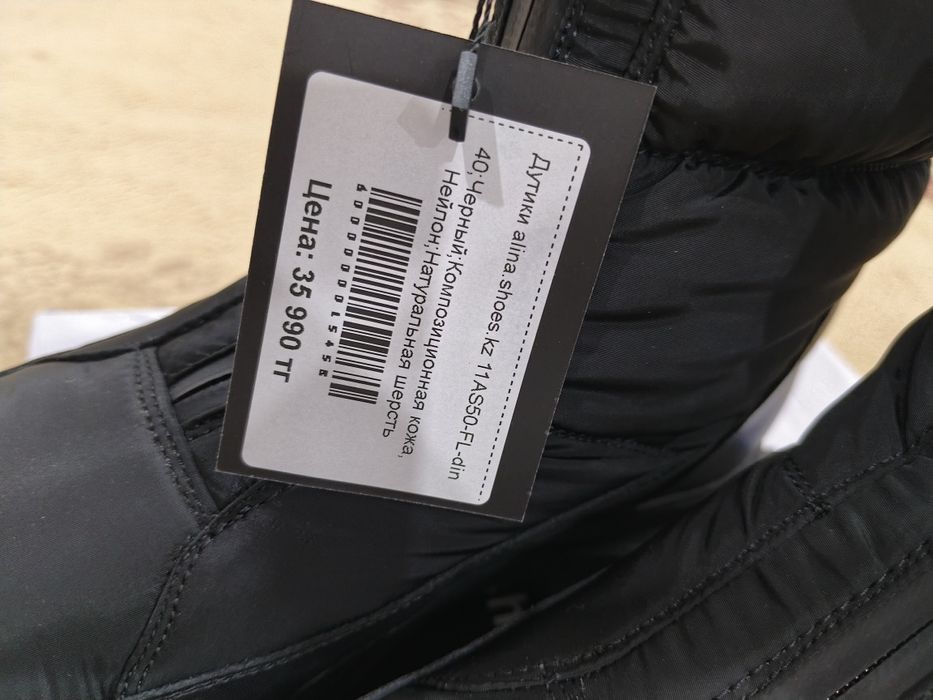 Дутики alina.shoes.kz 11AS50-FL-din
40;Черный;Композиционная кожа,
Нейлон;Натуральная шерсть
Цена: 35 990 тг